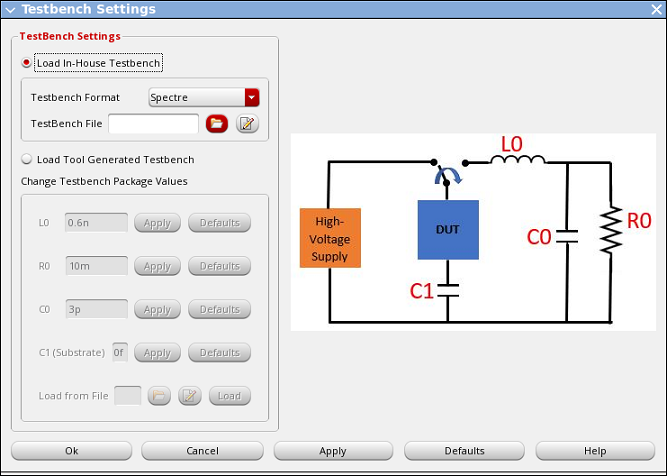 Testbench Settings
TestBench Settings
Load In-House Testbench
Testbench Format Spectre
TestBench File
Load Tool Generated Testbench
Change Testbench Package Values
L0 0.6n Apply Defaults
R0 10m Apply Defaults
C0 3p Apply Defaults
C1 (Substrate) 0f Apply Defaults
Load from File Load
L0
High-
Voltage
Supply
DUT
C0
R0
C1
Ok Cancel Apply Defaults Help